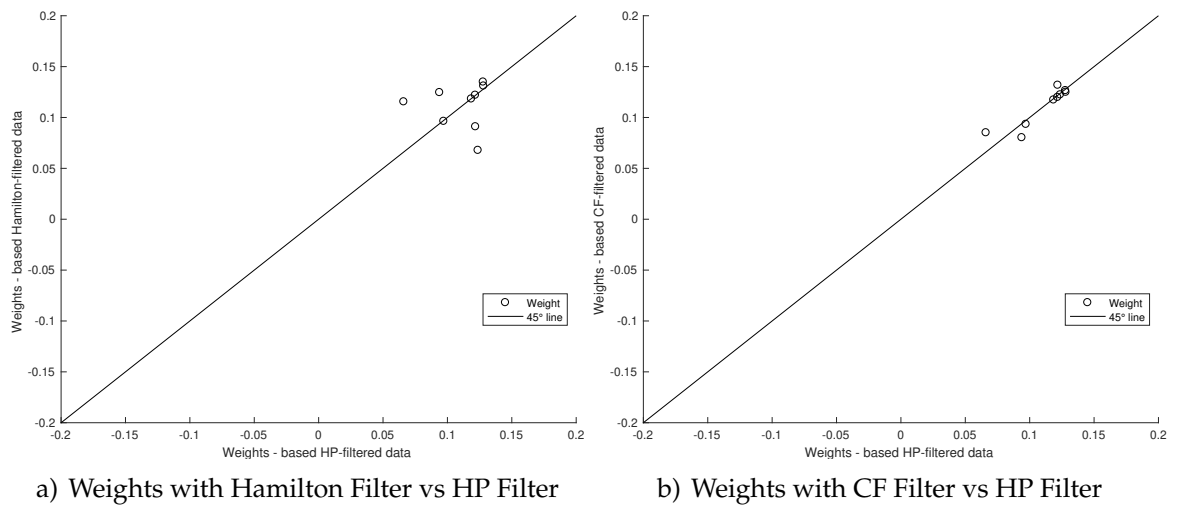 0.2
0.15
0.1
0.05
0
-0.05
-0.1
-0.15
-0.2
Weights - based Hamilton-filtered data
Weight
45° line
-0.2 -0.15 -0.1 -0.05 0 0.05 0.1 0.15 0.2
Weights - based HP-filtered data
a) Weights with Hamilton Filter vs HP Filter
0.2
0.15
0.1
0.05
0
-0.05
-0.1
-0.15
-0.2
Weights - based CF-filtered data
Weight
45° line
-0.2 -0.15 -0.1 -0.05 0 0.05 0.1 0.15 0.2
Weights - based HP-filtered data
b) Weights with CF Filter vs HP Filter